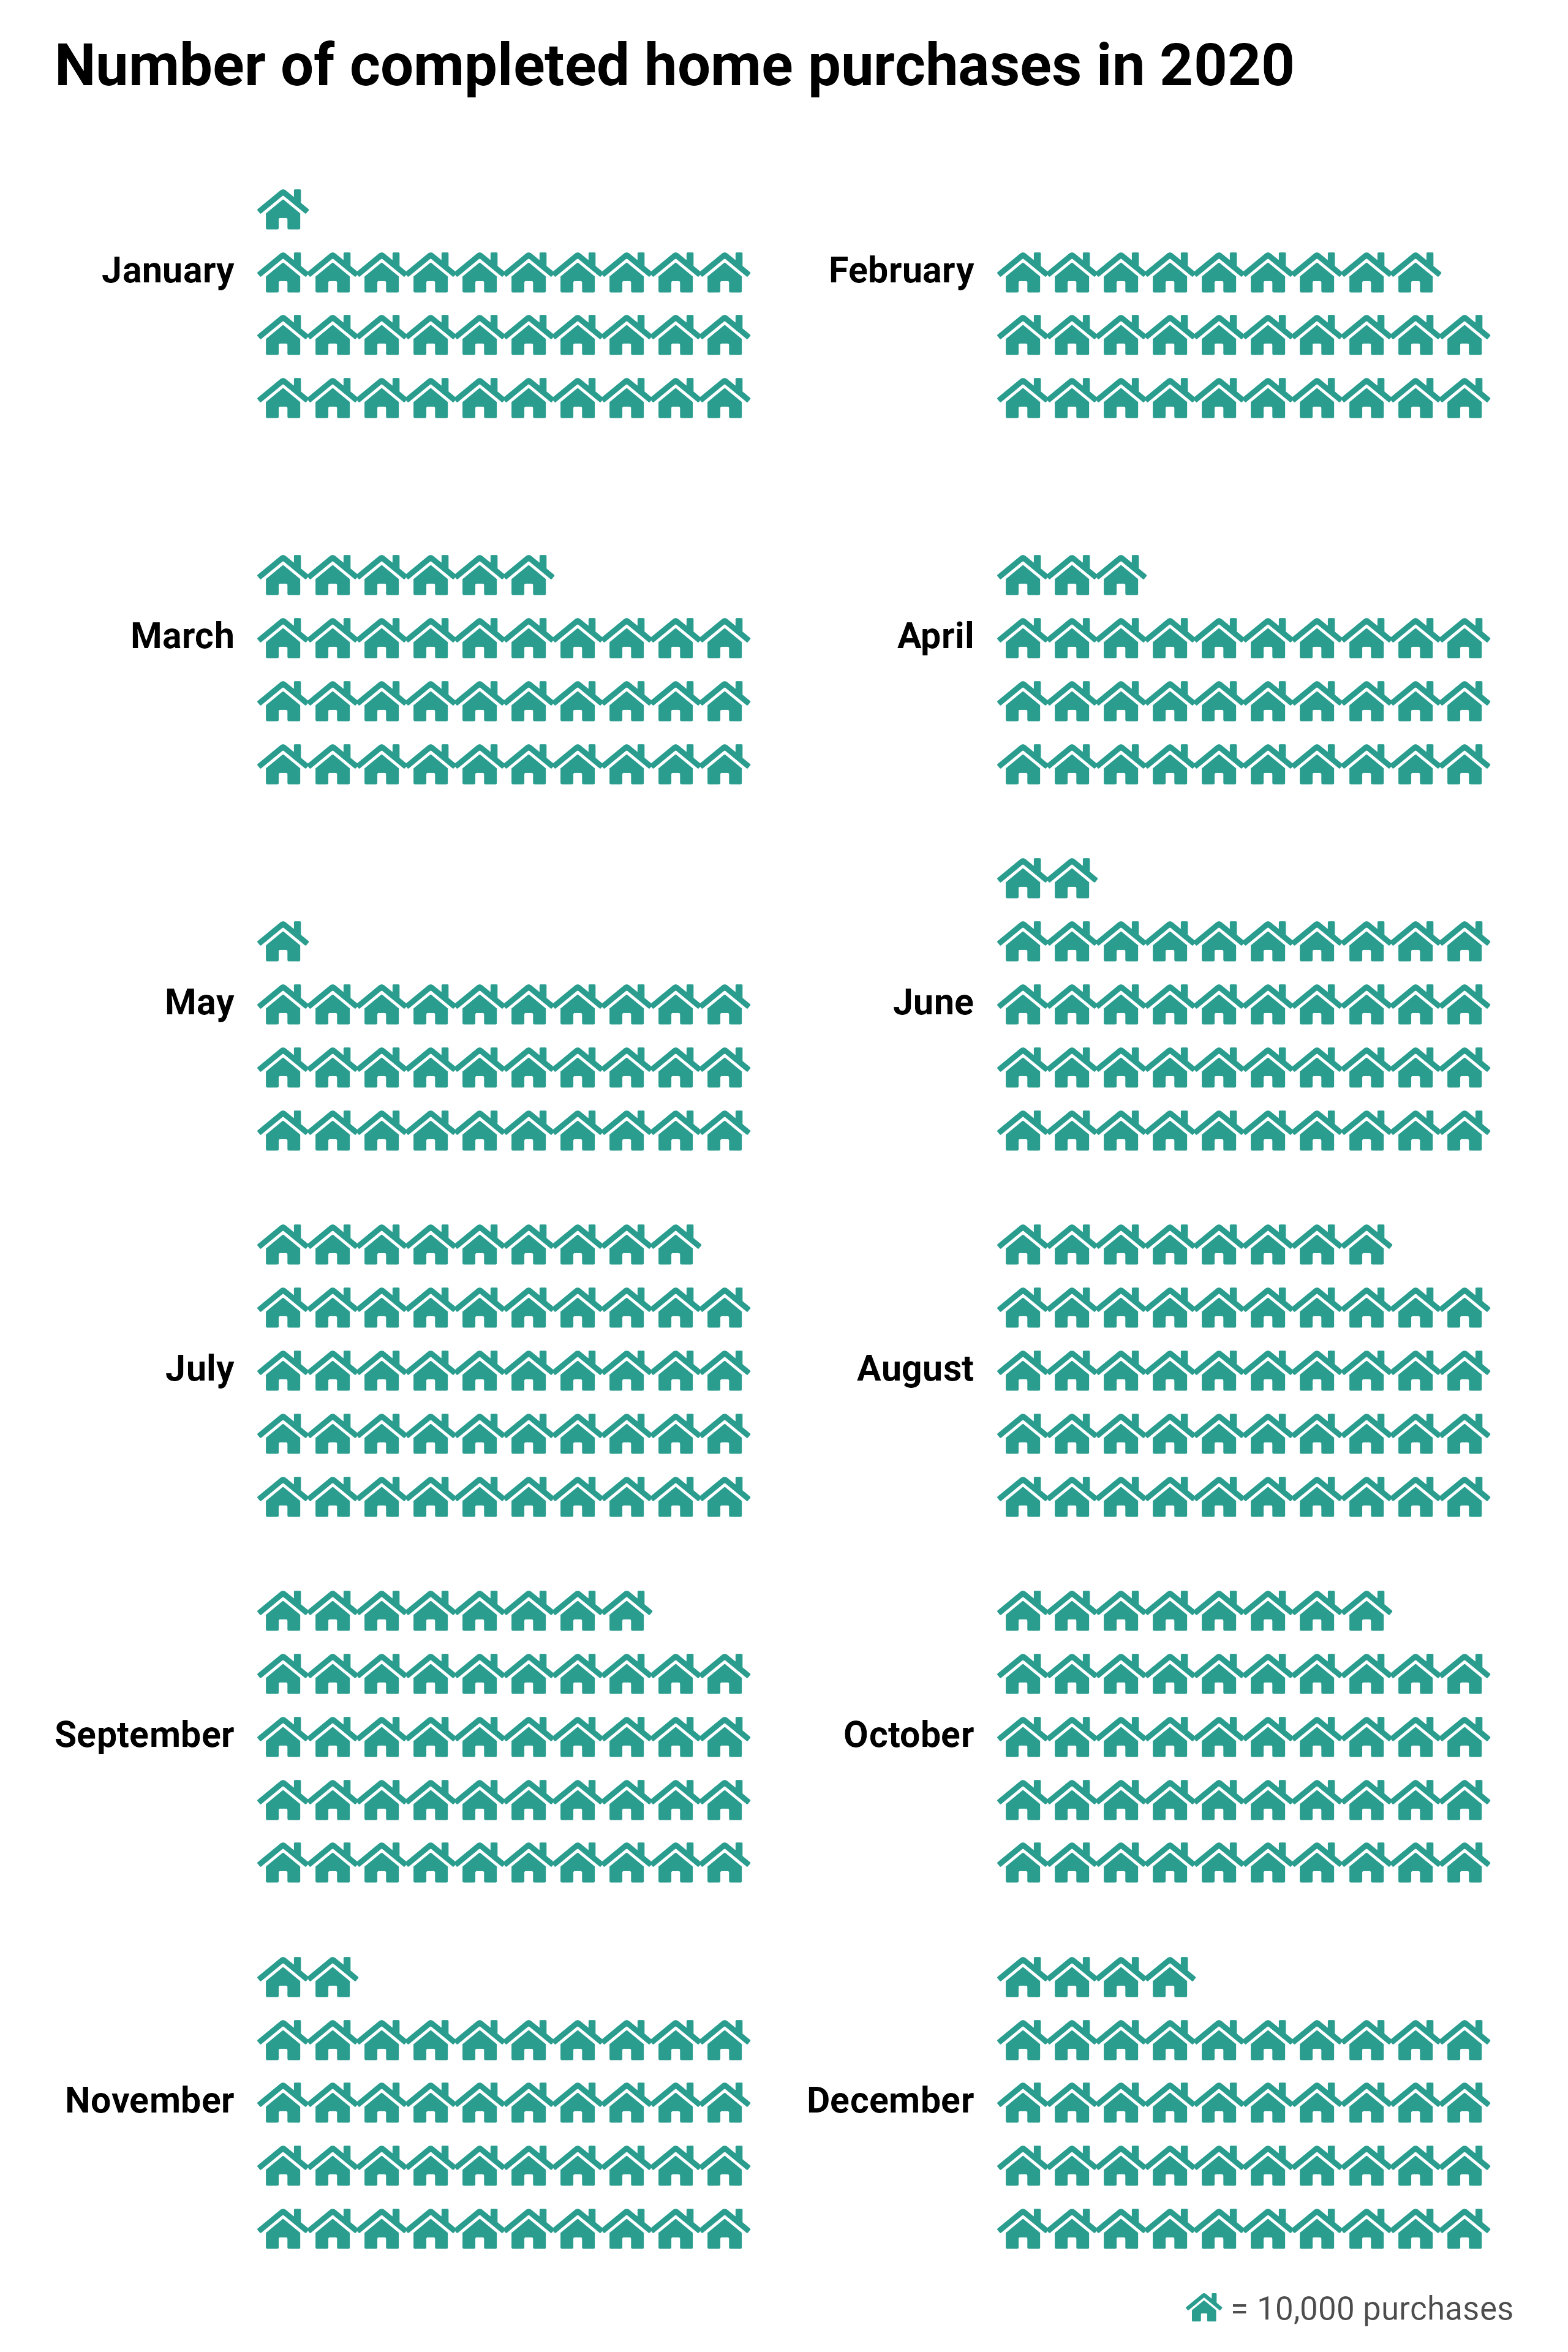 Number of completed home purchases in 2020
January
February
March
April
May
June
July
August
September
October
November
December
= 10,000 purchases